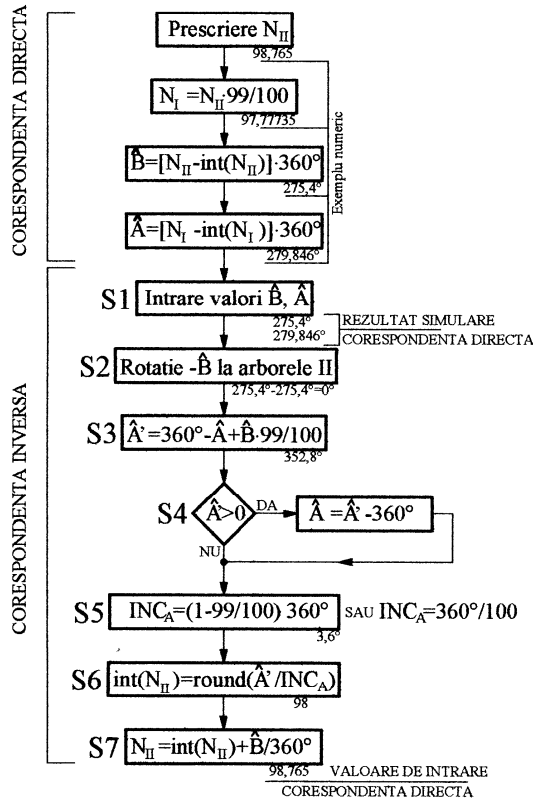 CORESPONDENTA DIRECTA
Prescriere N_II
98,765
N_I =N_II·99/100
97,77735
B̂=[N_II-int(N_II)]·360°
275,4°
Â=[N_I -int(N_I )]·360°
279,846°
Exemplu numeric
CORESPONDENTA INVERSA
S1 Intrare valori B̂, Â
275,4°
279,846°
REZULTAT SIMULARE
CORESPONDENTA DIRECTA
S2 Rotatie -B̂ la arborele II
275,4°-275,4°=0°
S3 Â'=360°-Â+B̂·99/100
352,8°
S4 Â'>0 DA Â =Â' -360°
NU
S5 INC_A=(1-99/100) 360° SAU INC_A=360°/100
3,6°
S6 int(N_II)=round(Â'/INC_A)
98
S7 N_II=int(N_II)+B̂/360°
98,765 VALOARE DE INTRARE
CORESPONDENTA DIRECTA